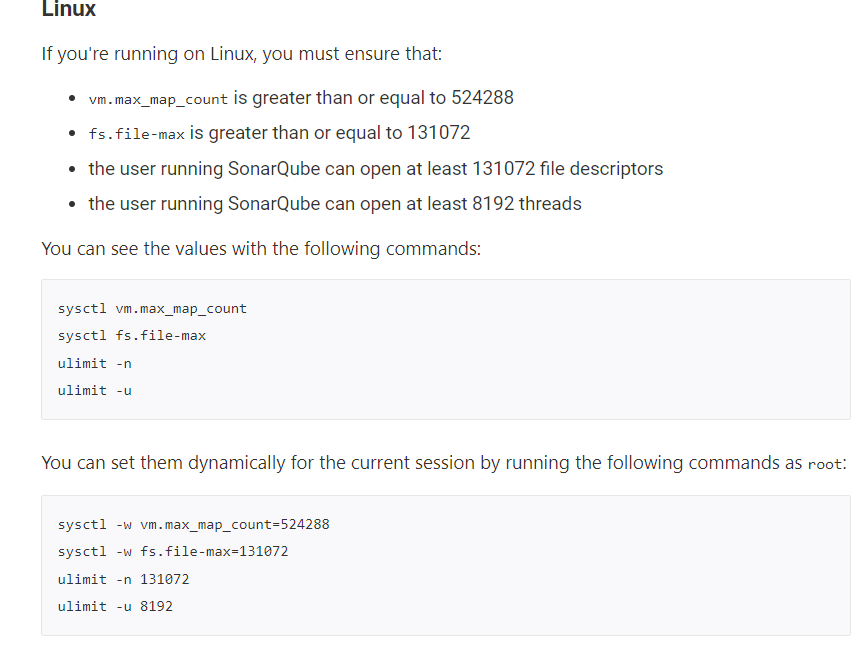 Linux
If you're running on Linux, you must ensure that:
• vm.max_map_count is greater than or equal to 524288
• fs.file-max is greater than or equal to 131072
• the user running SonarQube can open at least 131072 file descriptors
• the user running SonarQube can open at least 8192 threads
You can see the values with the following commands:
sysctl vm.max_map_count
sysctl fs.file-max
ulimit -n
ulimit -u
You can set them dynamically for the current session by running the following commands as root:
sysctl -w vm.max_map_count=524288
sysctl -w fs.file-max=131072
ulimit -n 131072
ulimit -u 8192